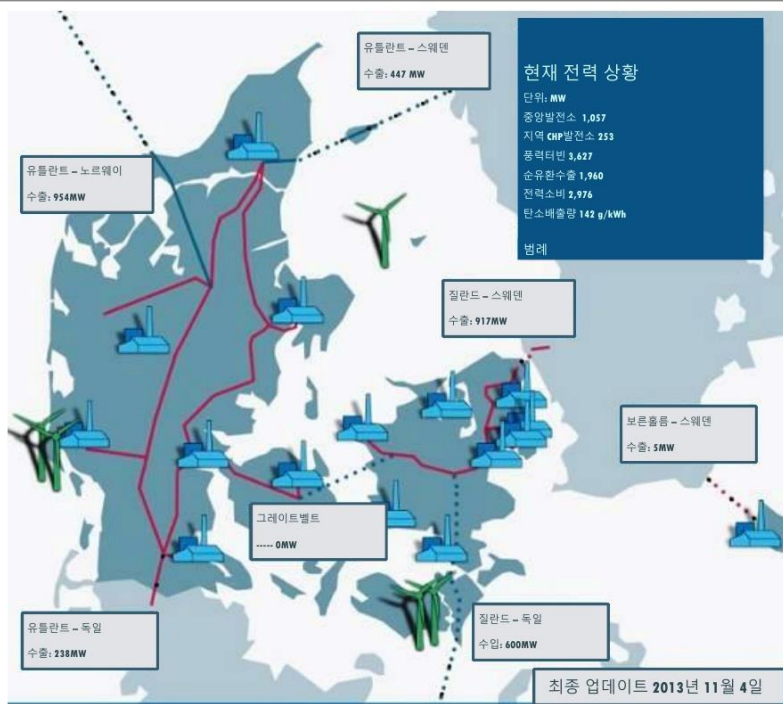 유틀란트 – 스웨덴
수출: 447 MW
현재 전력 상황
단위: MW
중앙발전소 1,057
지역 CHP발전소 253
풍력터빈 3,627
순유환수출 1,960
전력소비 2,976
탄소배출량 142 g/kWh
범례
유틀란트 – 노르웨이
수출: 954MW
질란드 – 스웨덴
수출: 917MW
보른홀름 – 스웨덴
수출: 5MW
그레이트벨트
----- 0MW
유틀란트 – 독일
수출: 238MW
질란드 – 독일
수입: 600MW
최종 업데이트 2013년 11월 4일